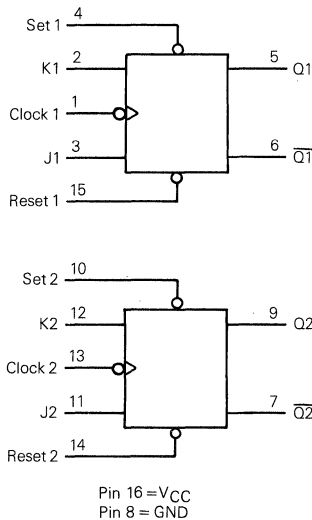 4
Set 1
K1 2 5 Q1
Clock 1 1
J1 3 6 Q1
Reset 1 15
Set 2 10
K2 12 9 Q2
Clock 2 13
J2 11 7 Q2
Reset 2 14
Pin 16 = VCC
Pin 8 = GND